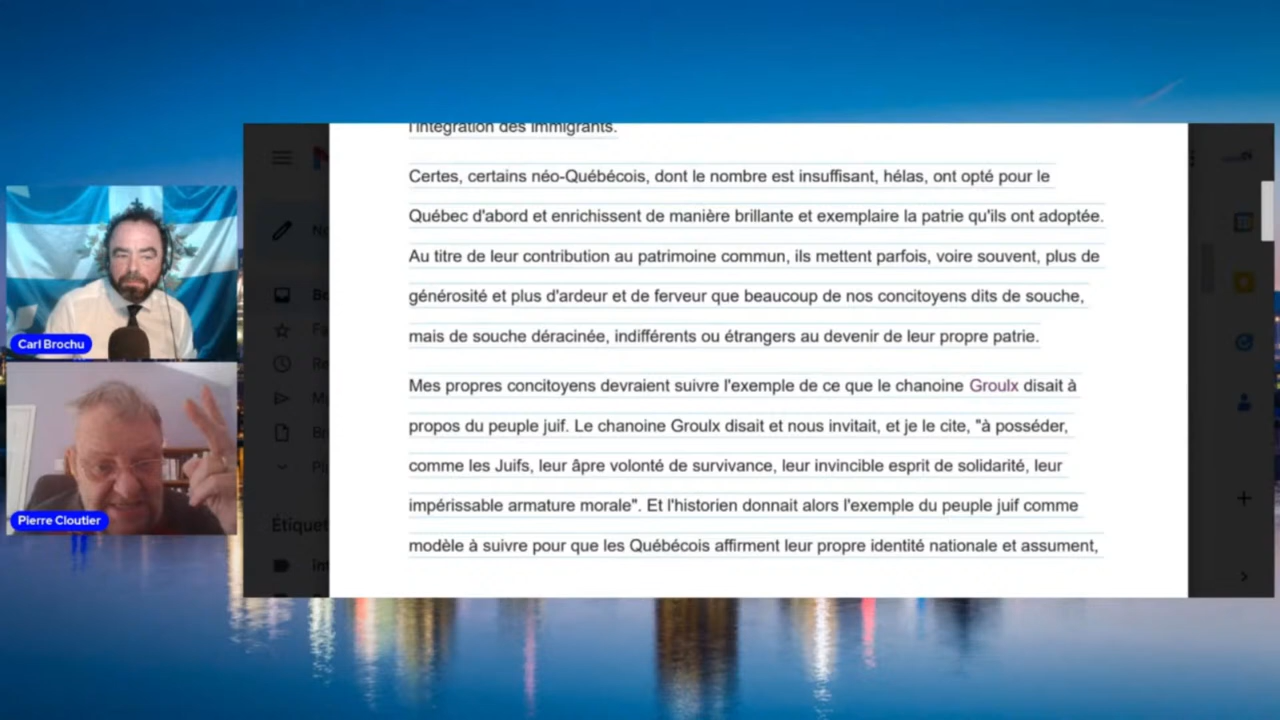 l'intégration des immigrants.
Certes, certains néo-Québécois, dont le nombre est insuffisant, hélas, ont opté pour le
Québec d'abord et enrichissent de manière brillante et exemplaire la patrie qu'ils ont adoptée.
Au titre de leur contribution au patrimoine commun, ils mettent parfois, voire souvent, plus de
générosité et plus d'ardeur et de ferveur que beaucoup de nos concitoyens dits de souche,
mais de souche déracinée, indifférents ou étrangers au devenir de leur propre patrie.
Mes propres concitoyens devraient suivre l'exemple de ce que le chanoine Groulx disait à
propos du peuple juif. Le chanoine Groulx disait et nous invitait, et je le cite, "à posséder,
comme les Juifs, leur âpre volonté de survivance, leur invincible esprit de solidarité, leur
impérissable armature morale". Et l'historien donnait alors l'exemple du peuple juif comme
modèle à suivre pour que les Québécois affirment leur propre identité nationale et assument,
Carl Brochu
Pierre Cloutier
Étiquet